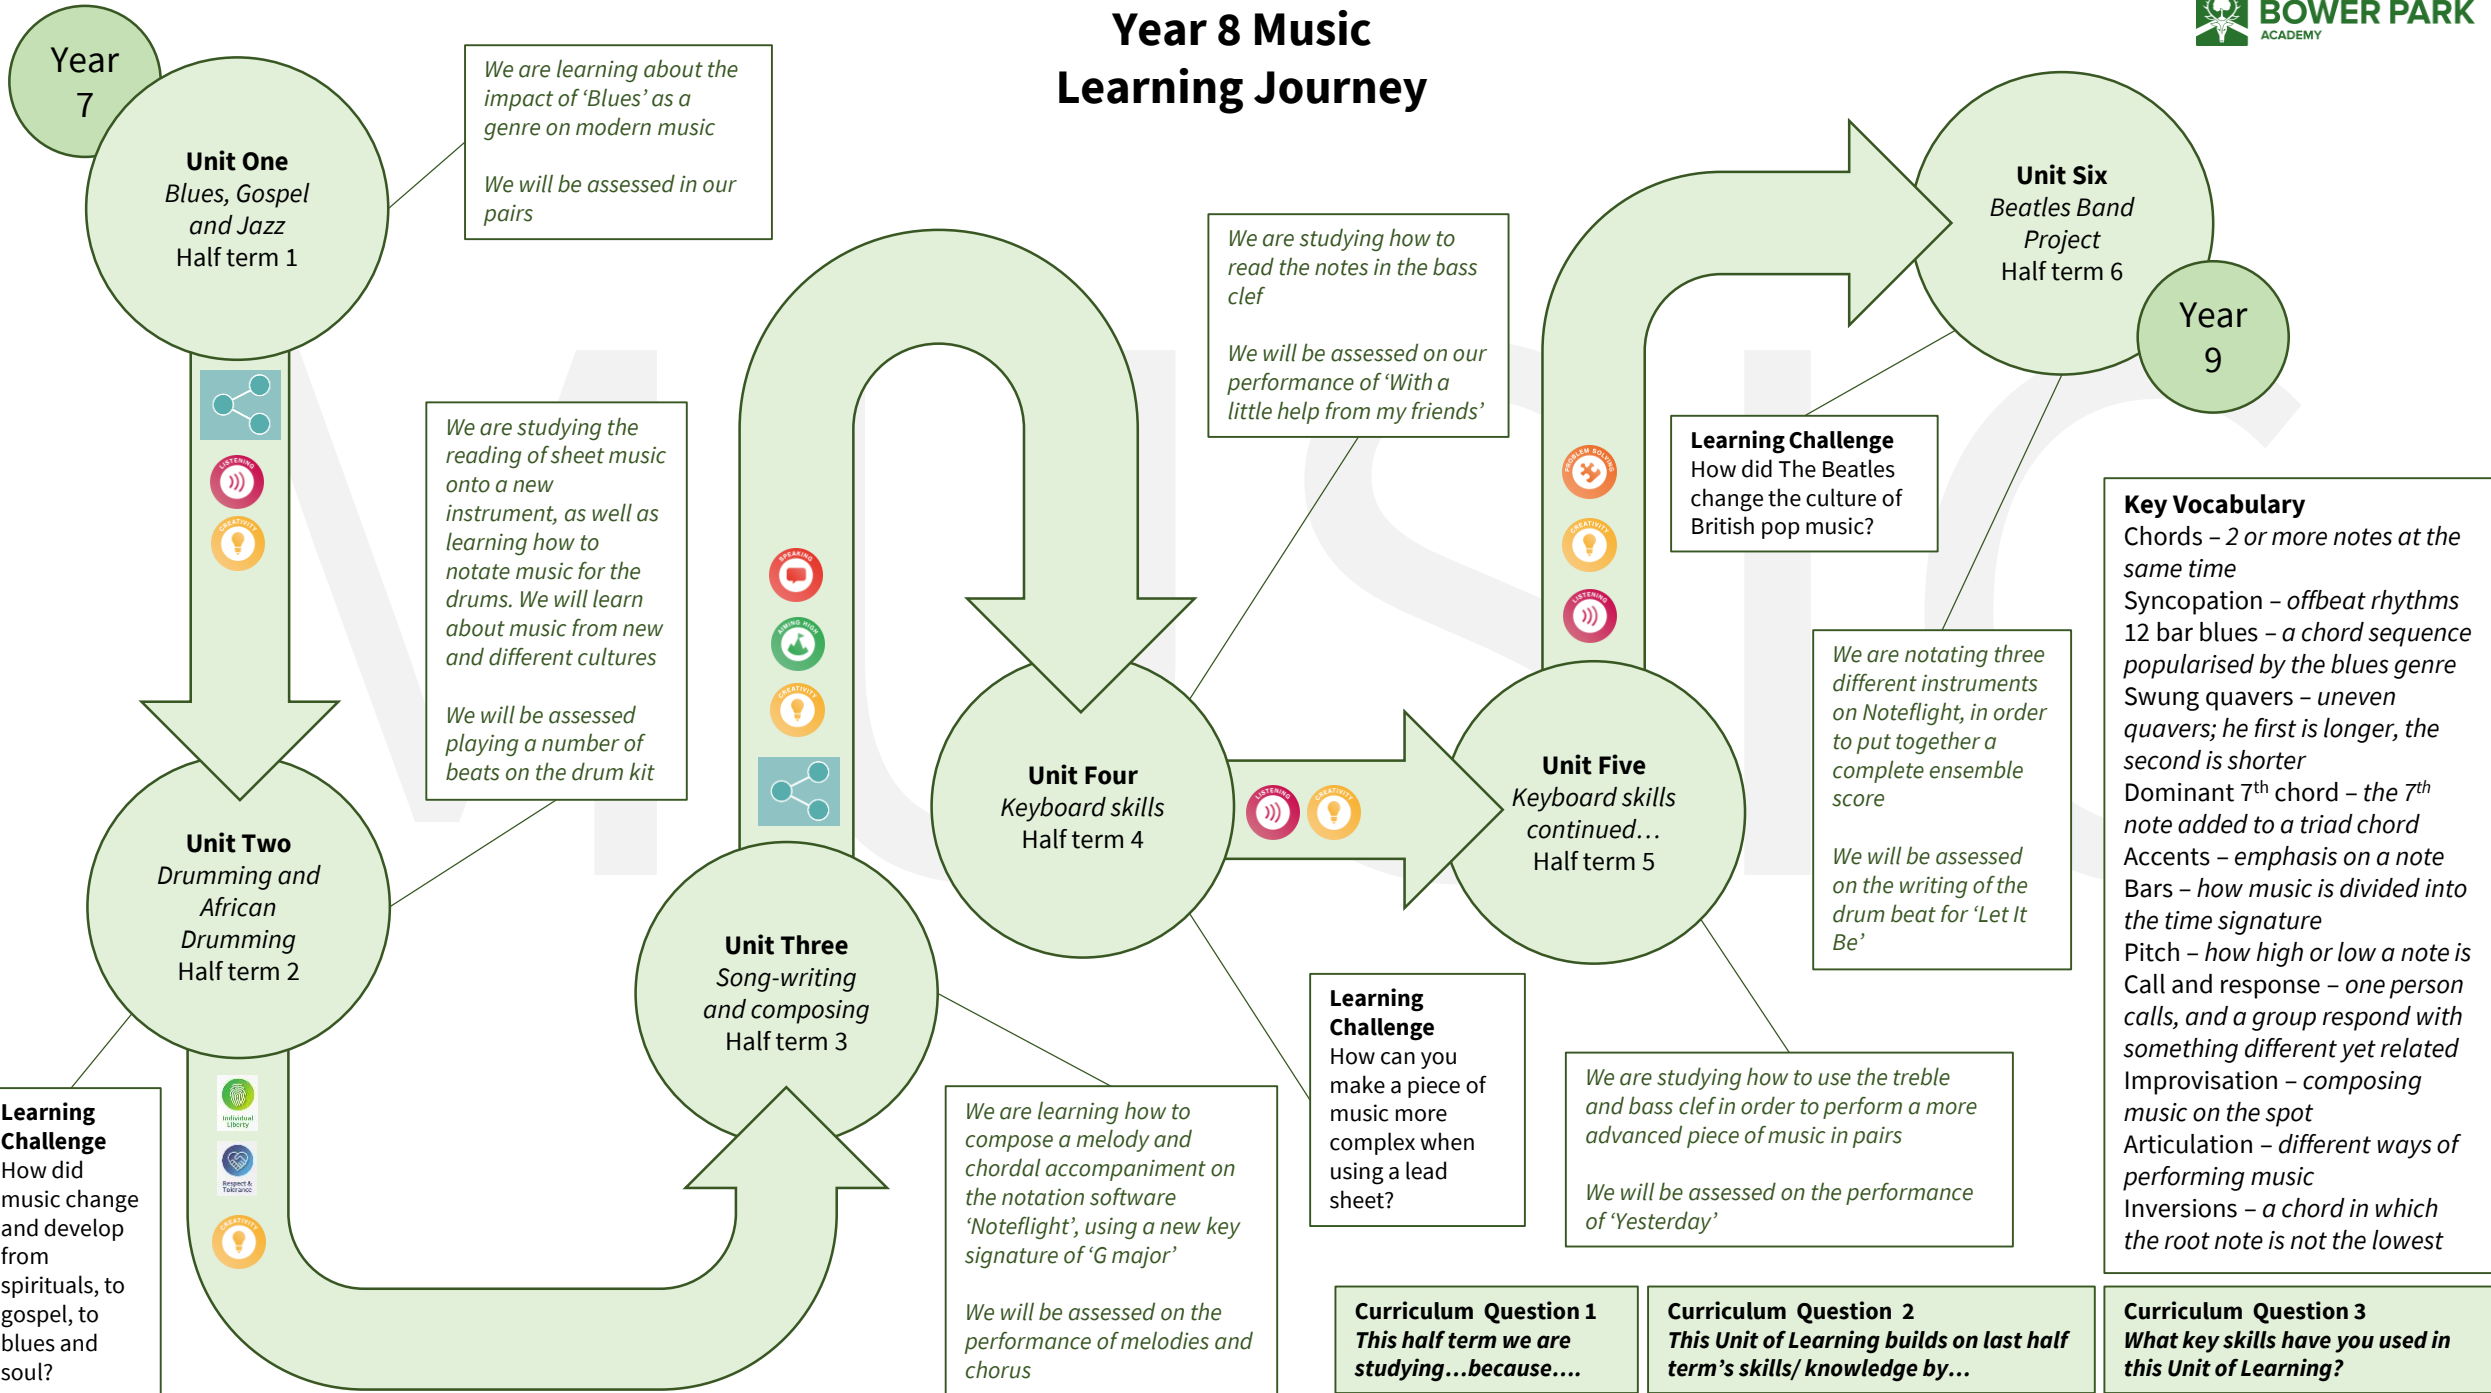 Year 8 Music
Learning Journey
BOWER PARK
ACADEMY
Year
7
Unit One
Blues, Gospel
and Jazz
Half term 1
We are learning about the
impact of ‘Blues’ as a
genre on modern music
We will be assessed in our
pairs
LISTENING
CREATIVITY
Unit Two
Drumming and
African
Drumming
Half term 2
We are studying the
reading of sheet music
onto a new
instrument, as well as
learning how to
notate music for the
drums. We will learn
about music from new
and different cultures
We will be assessed
playing a number of
beats on the drum kit
Learning
Challenge
How did
music change
and develop
from
spirituals, to
gospel, to
blues and
soul?
Individual
Liberty
Respect &
Tolerance
CREATIVITY
Unit Three
Song-writing
and composing
Half term 3
We are learning how to
compose a melody and
chordal accompaniment on
the notation software
‘Noteflight’, using a new key
signature of ‘G major’
We will be assessed on the
performance of melodies and
chorus
SPEAKING
AIMING HIGH
CREATIVITY
Unit Four
Keyboard skills
Half term 4
We are studying how to
read the notes in the bass
clef
We will be assessed on our
performance of ‘With a
little help from my friends’
Learning
Challenge
How can you
make a piece of
music more
complex when
using a lead
sheet?
LISTENING
CREATIVITY
Unit Five
Keyboard skills
continued…
Half term 5
We are studying how to use the treble
and bass clef in order to perform a more
advanced piece of music in pairs
We will be assessed on the performance
of ‘Yesterday’
PROBLEM SOLVING
CREATIVITY
LISTENING
Unit Six
Beatles Band
Project
Half term 6
Year
9
Learning Challenge
How did The Beatles
change the culture of
British pop music?
We are notating three
different instruments
on Noteflight, in order
to put together a
complete ensemble
score
We will be assessed
on the writing of the
drum beat for ‘Let It
Be’
Key Vocabulary
Chords – 2 or more notes at the
same time
Syncopation – offbeat rhythms
12 bar blues – a chord sequence
popularised by the blues genre
Swung quavers – uneven
quavers; he first is longer, the
second is shorter
Dominant 7th chord – the 7th
note added to a triad chord
Accents – emphasis on a note
Bars – how music is divided into
the time signature
Pitch – how high or low a note is
Call and response – one person
calls, and a group respond with
something different yet related
Improvisation – composing
music on the spot
Articulation – different ways of
performing music
Inversions – a chord in which
the root note is not the lowest
Curriculum Question 1
This half term we are
studying…because….
Curriculum Question 2
This Unit of Learning builds on last half
term’s skills/ knowledge by…
Curriculum Question 3
What key skills have you used in
this Unit of Learning?
MUSIC